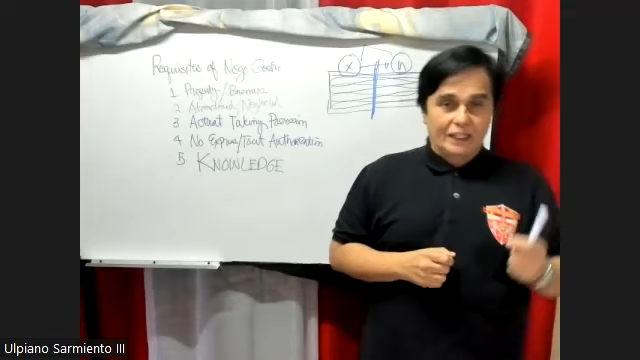 Requisites of Nego Gestio
1 Property/Business
2 Abandoned, Neglected
3 Actual Taking Possession
4 No Express/Tacit Authorization
5 KNOWLEDGE
X
Ulpiano Sarmiento III